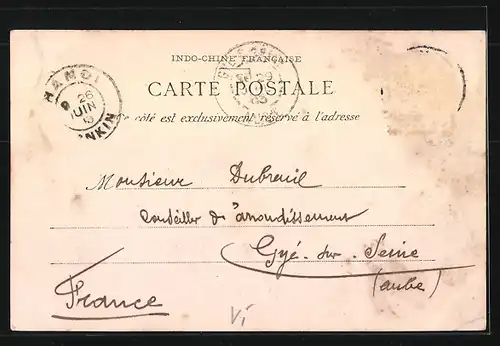 INDO-CHINE FRANÇAISE
CARTE POSTALE
côté est exclusivement réservé à l'adresse
HANOI
26
JUIN
TONKIN
Monsieur Dubreuil
Conseiller d'arrondissement
Gyé-sur-Seine
(aube)
France
Vi